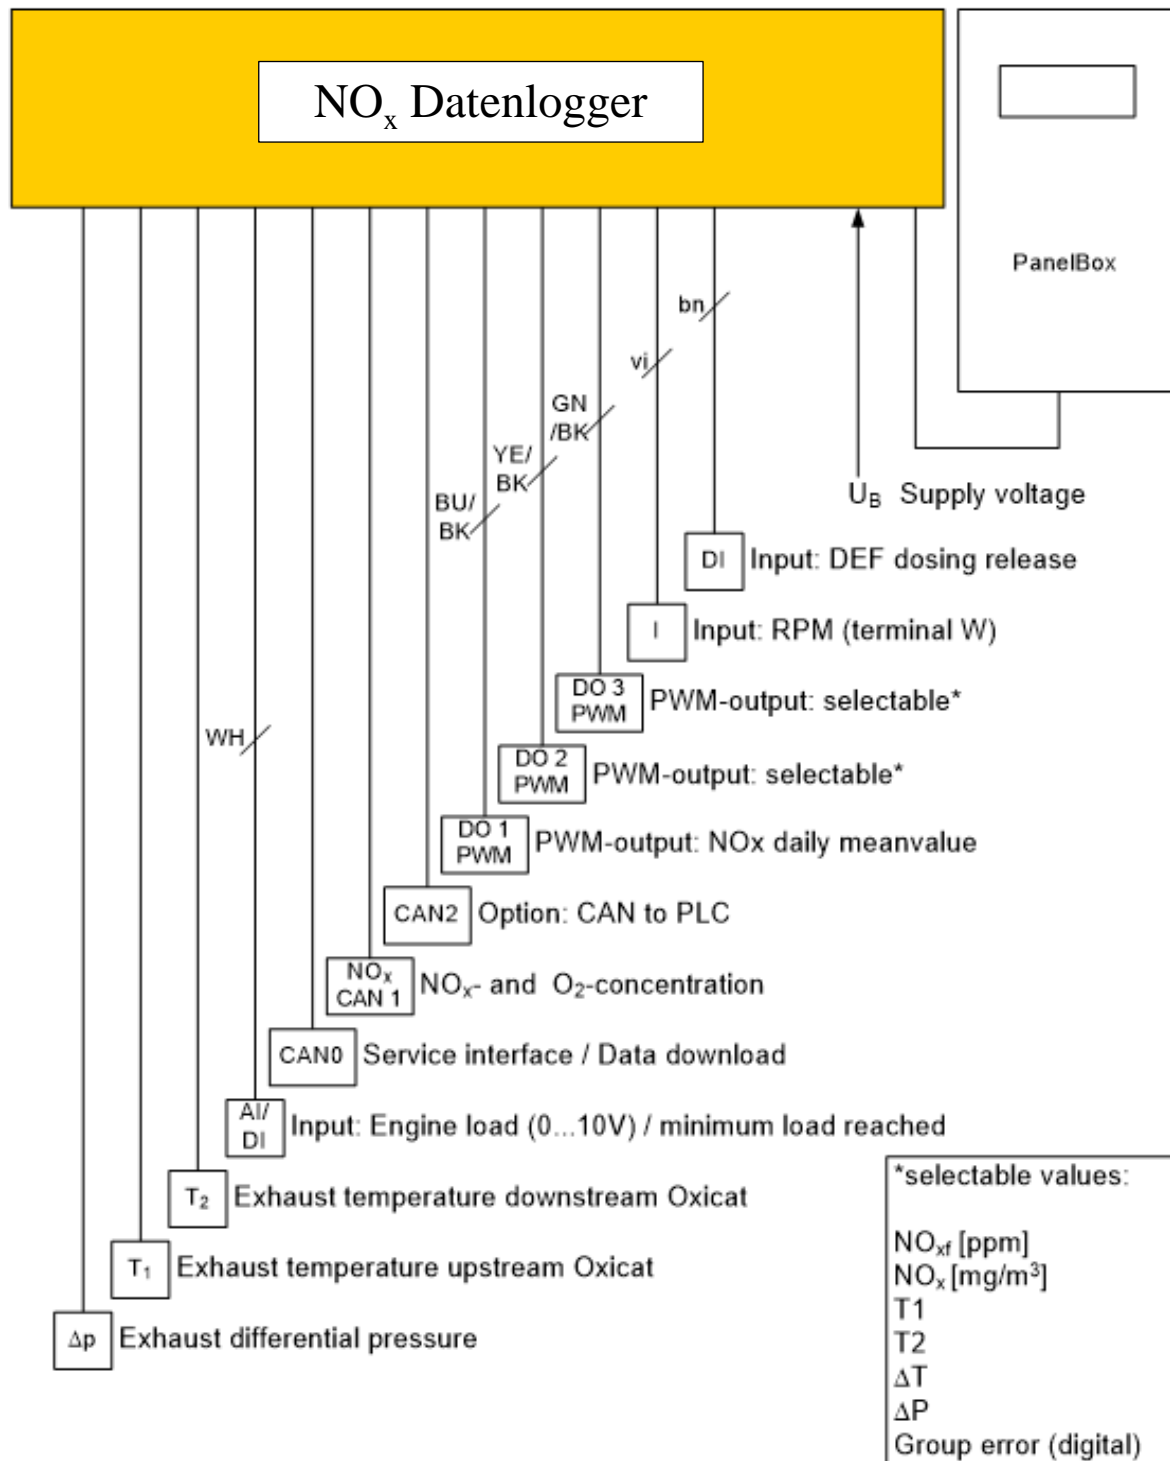 NOx Datenlogger
PanelBox
bn
vi
GN
/BK
YE/
BK
BU/
BK
UB Supply voltage
DI Input: DEF dosing release
I Input: RPM (terminal W)
DO 3
PWM PWM-output: selectable*
WH
DO 2
PWM PWM-output: selectable*
DO 1
PWM PWM-output: NOx daily meanvalue
CAN2 Option: CAN to PLC
NOx
CAN 1 NOx- and O2-concentration
CAN0 Service interface / Data download
AI/
DI Input: Engine load (0...10V) / minimum load reached
T2 Exhaust temperature downstream Oxicat
T1 Exhaust temperature upstream Oxicat
Δp Exhaust differential pressure
*selectable values:
NOxf [ppm]
NOx [mg/m³]
T1
T2
ΔT
ΔP
Group error (digital)